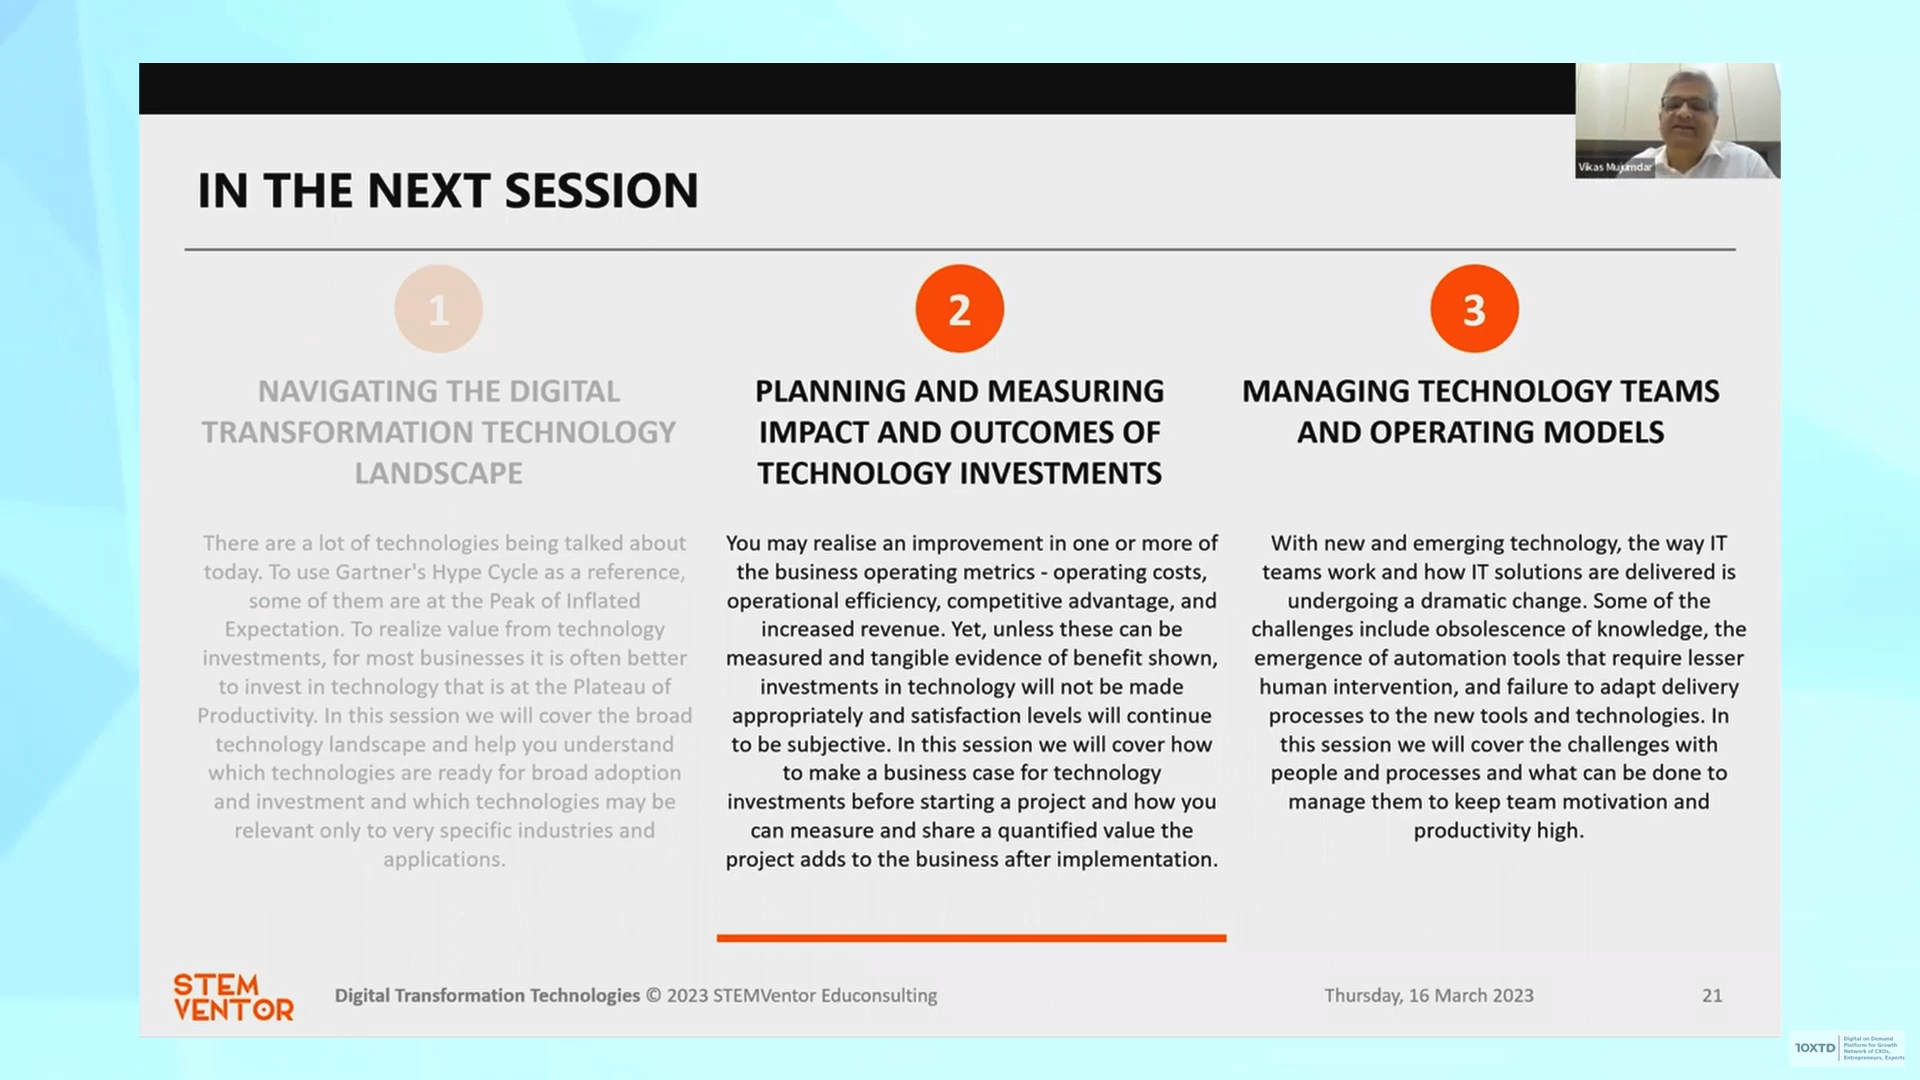 Vikas Mujumdar
IN THE NEXT SESSION
1
NAVIGATING THE DIGITAL
TRANSFORMATION TECHNOLOGY
LANDSCAPE
There are a lot of technologies being talked about
today. To use Gartner's Hype Cycle as a reference,
some of them are at the Peak of Inflated
Expectation. To realize value from technology
investments, for most businesses it is often better
to invest in technology that is at the Plateau of
Productivity. In this session we will cover the broad
technology landscape and help you understand
which technologies are ready for broad adoption
and investment and which technologies may be
relevant only to very specific industries and
applications.
2
PLANNING AND MEASURING
IMPACT AND OUTCOMES OF
TECHNOLOGY INVESTMENTS
You may realise an improvement in one or more of
the business operating metrics - operating costs,
operational efficiency, competitive advantage, and
increased revenue. Yet, unless these can be
measured and tangible evidence of benefit shown,
investments in technology will not be made
appropriately and satisfaction levels will continue
to be subjective. In this session we will cover how
to make a business case for technology
investments before starting a project and how you
can measure and share a quantified value the
project adds to the business after implementation.
3
MANAGING TECHNOLOGY TEAMS
AND OPERATING MODELS
With new and emerging technology, the way IT
teams work and how IT solutions are delivered is
undergoing a dramatic change. Some of the
challenges include obsolescence of knowledge, the
emergence of automation tools that require lesser
human intervention, and failure to adapt delivery
processes to the new tools and technologies. In
this session we will cover the challenges with
people and processes and what can be done to
manage them to keep team motivation and
productivity high.
STEM
VENTOR
Digital Transformation Technologies © 2023 STEMVentor Educonsulting
Thursday, 16 March 2023
21
10XTD
Digital on Demand
Platform for Growth
Network of CXOs,
Entrepreneurs, Experts